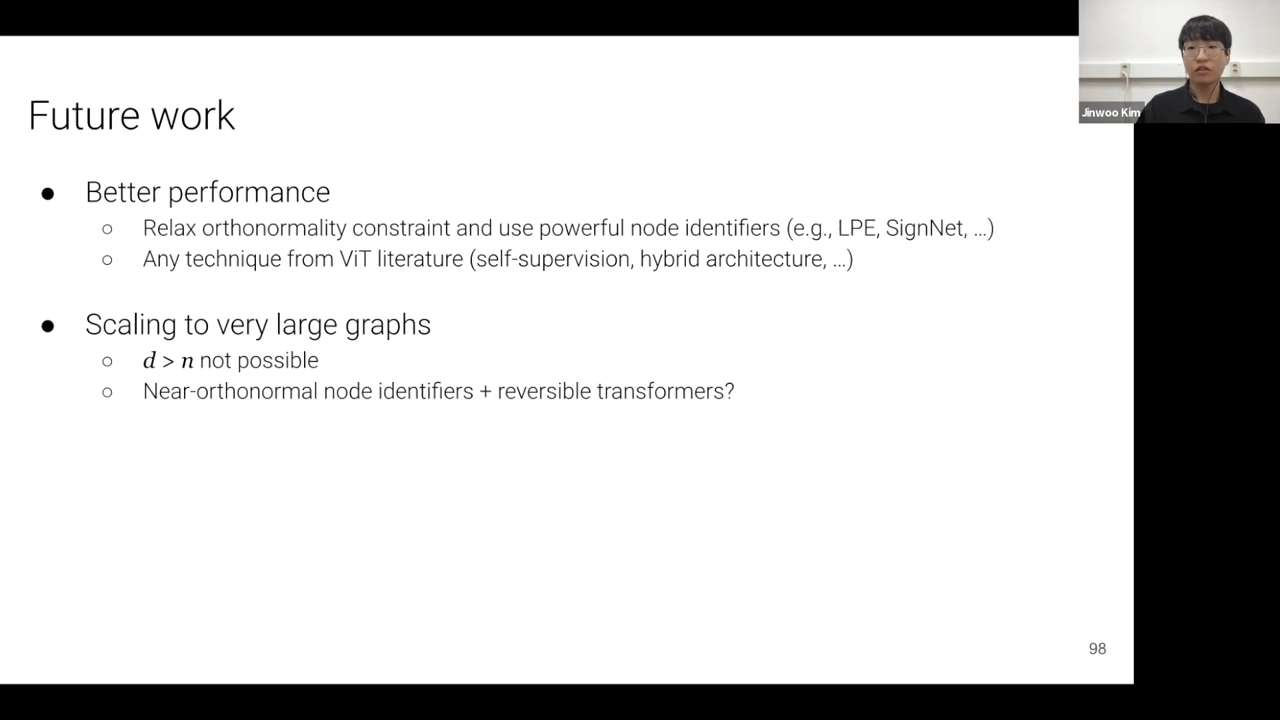 Jinwoo Kim
Future work
● Better performance
○ Relax orthonormality constraint and use powerful node identifiers (e.g., LPE, SignNet, ...)
○ Any technique from ViT literature (self-supervision, hybrid architecture, ...)
● Scaling to very large graphs
○ d > n not possible
○ Near-orthonormal node identifiers + reversible transformers?
98